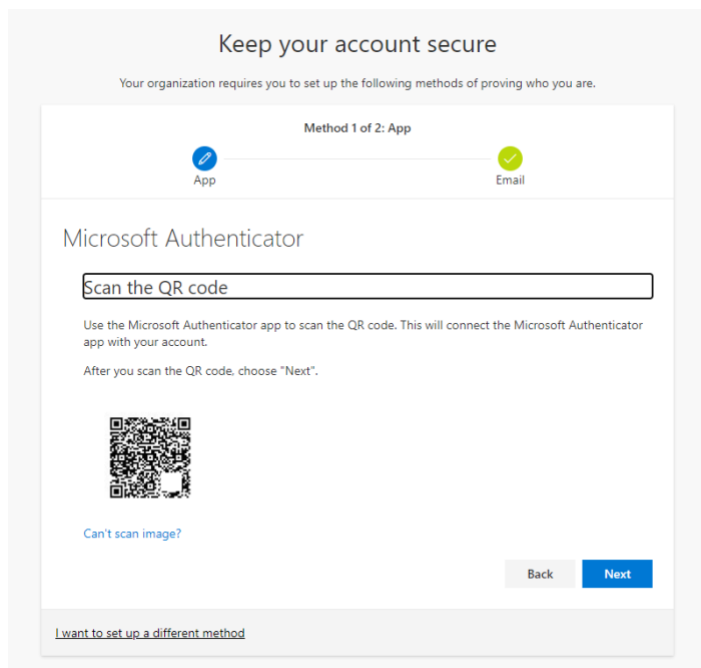 Keep your account secure
Your organization requires you to set up the following methods of proving who you are.
Method 1 of 2: App
App
Email
Microsoft Authenticator
Scan the QR code
Use the Microsoft Authenticator app to scan the QR code. This will connect the Microsoft Authenticator
app with your account.
After you scan the QR code, choose "Next".
Can't scan image?
Back
Next
I want to set up a different method